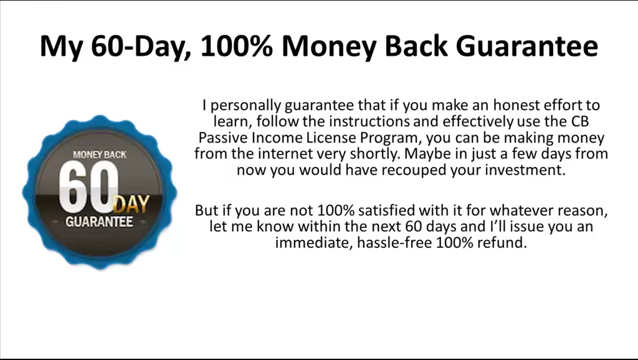 My 60-Day, 100% Money Back Guarantee
I personally guarantee that if you make an honest effort to
learn, follow the instructions and effectively use the CB
Passive Income License Program, you can be making money
from the internet very shortly. Maybe in just a few days from
now you would have recouped your investment.
But if you are not 100% satisfied with it for whatever reason,
let me know within the next 60 days and I'll issue you an
immediate, hassle-free 100% refund.
MONEY BACK
60
DAY
GUARANTEE